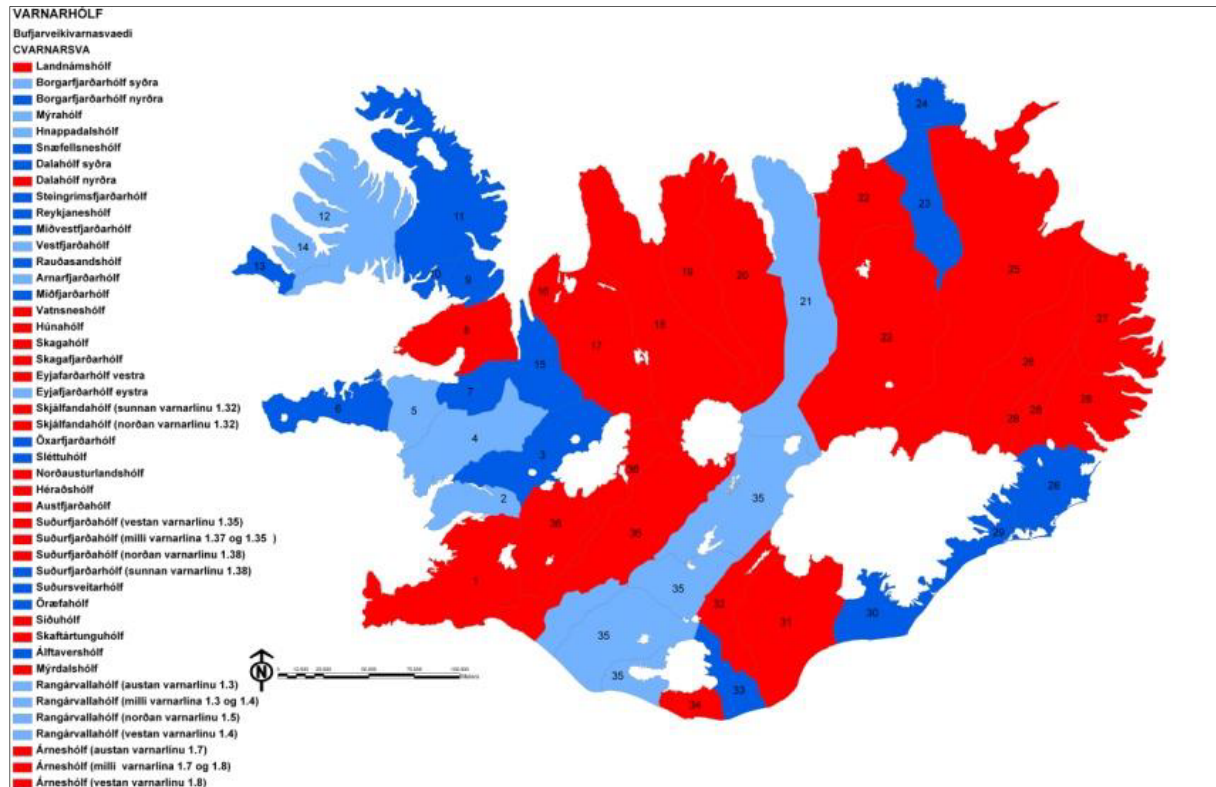 VARNARHÓLF
Bufjarveikivarnasvaedi
CVARNARSVA
Landnámshólf
Borgarfjarðarhólf syðra
Borgarfjarðarhólf nyrðra
Mýrahólf
Hnappadalshólf
Snæfellsneshólf
Dalahólf syðra
Dalahólf nyrðra
Steingrímsfjarðarhólf
Reykjaneshólf
Miðvestfjarðarhólf
Vestfjarðahólf
Rauðasandshólf
Arnarfjarðarhólf
Miðfjarðarhólf
Vatnsneshólf
Húnahólf
Skagahólf
Skagafjarðarhólf
Eyjafarðarhólf vestra
Eyjafjarðarhólf eystra
Skjálfandahólf (sunnan varnarlínu 1.32)
Skjálfandahólf (norðan varnarlínu 1.32)
Öxarfjarðarhólf
Sléttuhólf
Norðausturlandshólf
Héraðshólf
Austfjarðahólf
Suðurfjarðahólf (vestan varnarlínu 1.35)
Suðurfjarðahólf (milli varnarlína 1.37 og 1.35 )
Suðurfjarðahólf (norðan varnarlínu 1.38)
Suðurfjarðarhólf (sunnan varnarlínu 1.38)
Suðursveitarhólf
Öræfahólf
Síðuhólf
Skaftártunguhólf
Álftavershólf
Mýrdalshólf
Rangárvallahólf (austan varnarlínu 1.3)
Rangárvallahólf (milli varnarlína 1.3 og 1.4)
Rangárvallahólf (norðan varnarlínu 1.5)
Rangárvallahólf (vestan varnarlínu 1.4)
Árneshólf (austan varnarlínu 1.7)
Árneshólf (milli varnarlína 1.7 og 1.8)
Árneshólf (vestan varnarlínu 1.8)
24
12
11
22
23
14
13
10
9
19
20
25
21
16
8
27
17
18
22
15
26
7
6
5
28
28
28
4
3
36
28
2
35
36
36
29
1
35
32
30
31
35
35
33
34
N